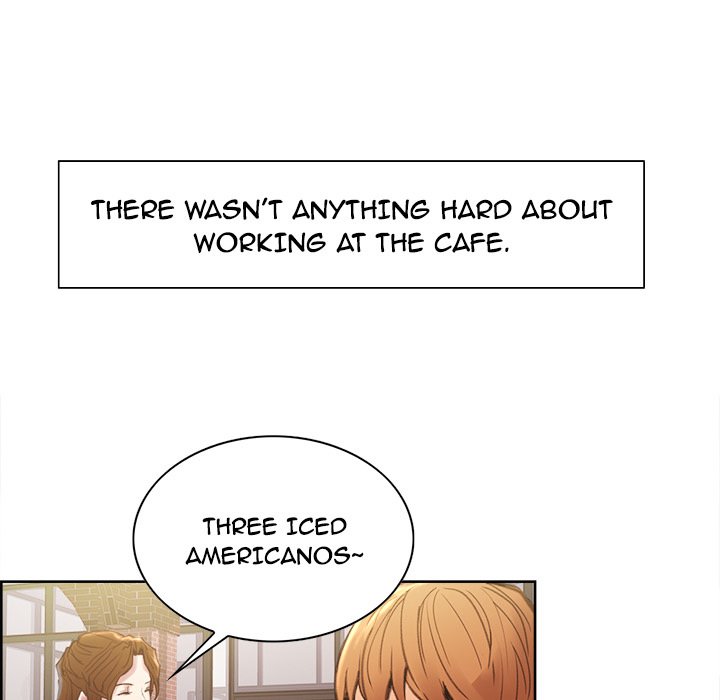 THERE WASN'T ANYTHING HARD ABOUT
WORKING AT THE CAFE.
THREE ICED
AMERICANOS~